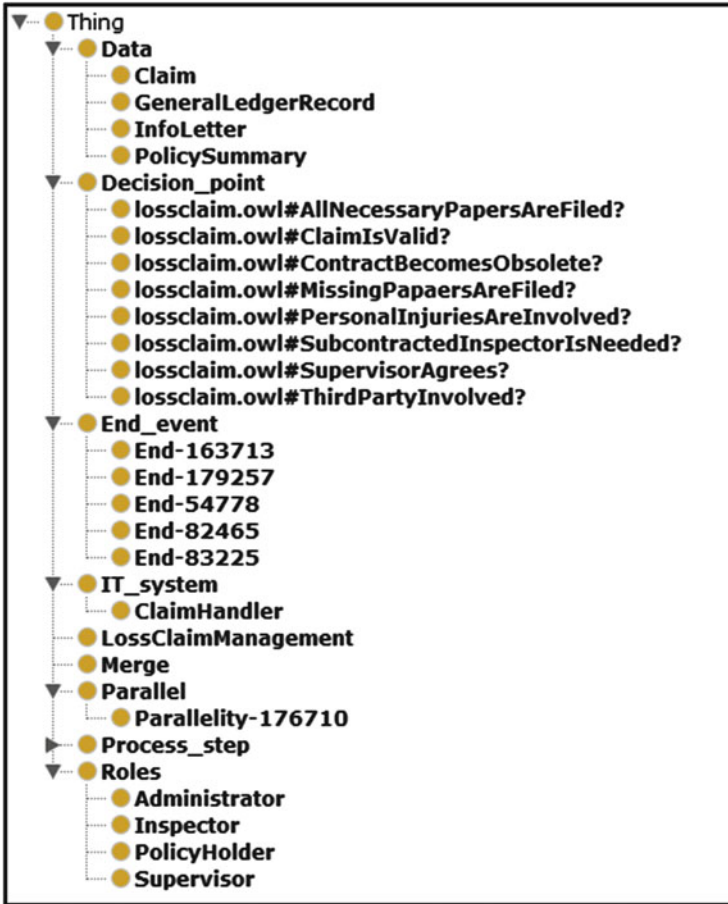 Thing
Data
Claim
GeneralLedgerRecord
InfoLetter
PolicySummary
Decision_point
lossclaim.owl#AllNecessaryPapersAreFiled?
lossclaim.owl#ClaimIsValid?
lossclaim.owl#ContractBecomesObsolete?
lossclaim.owl#MissingPapaersAreFiled?
lossclaim.owl#PersonalInjuriesAreInvolved?
lossclaim.owl#SubcontractedInspectorIsNeeded?
lossclaim.owl#SupervisorAgrees?
lossclaim.owl#ThirdPartyInvolved?
End_event
End-163713
End-179257
End-54778
End-82465
End-83225
IT_system
ClaimHandler
LossClaimManagement
Merge
Parallel
Parallelity-176710
Process_step
Roles
Administrator
Inspector
PolicyHolder
Supervisor